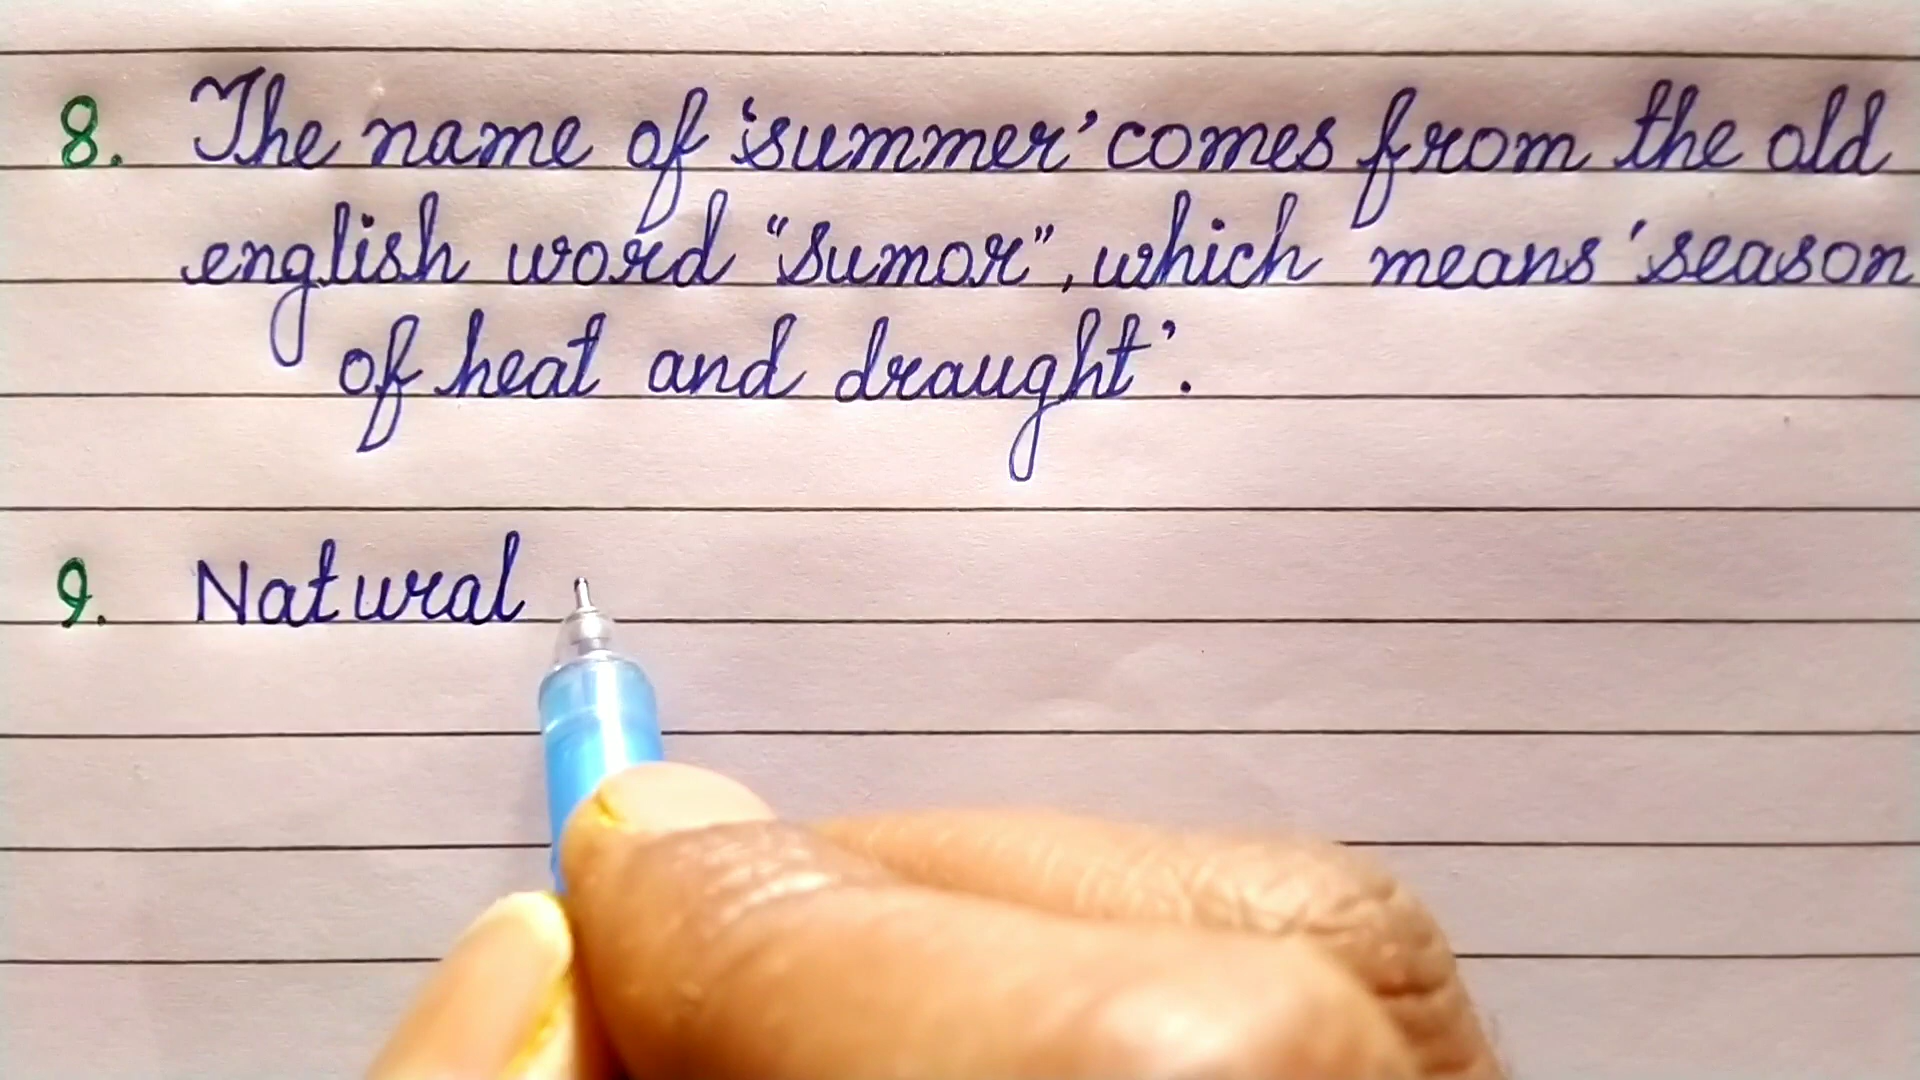 8. The name of 'summer' comes from the old
english word "sumor", which means 'season
of heat and draught'.
9. Natural